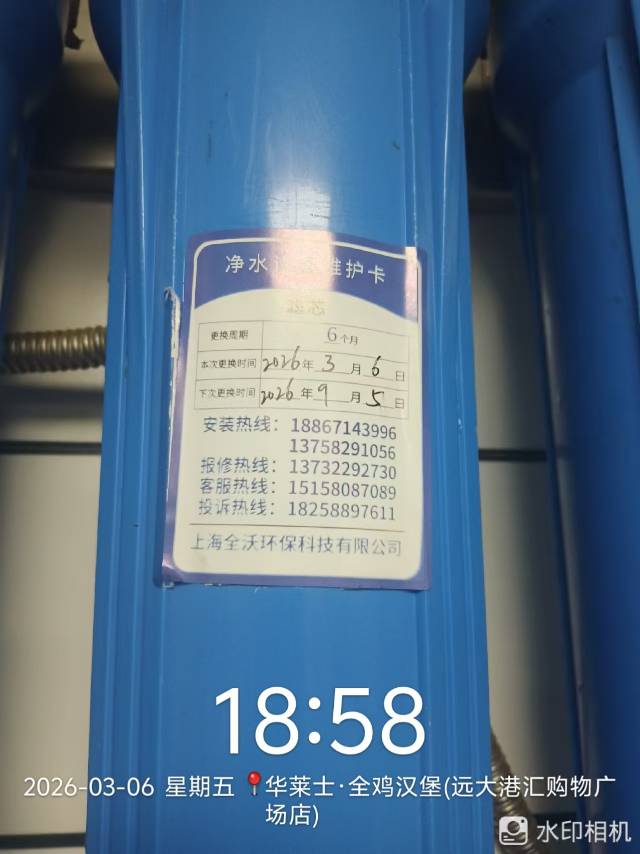 净水设备维护卡
滤芯
更换周期 6个月
本次更换时间 2026年3月6日
下次更换时间 2026年9月5日
安装热线：18867143996
13758291056
报修热线：13732292730
客服热线：15158087089
投诉热线：18258897611
上海全沃环保科技有限公司
18:58
2026-03-06 星期五 华莱士·全鸡汉堡(远大港汇购物广
场店)
水印相机